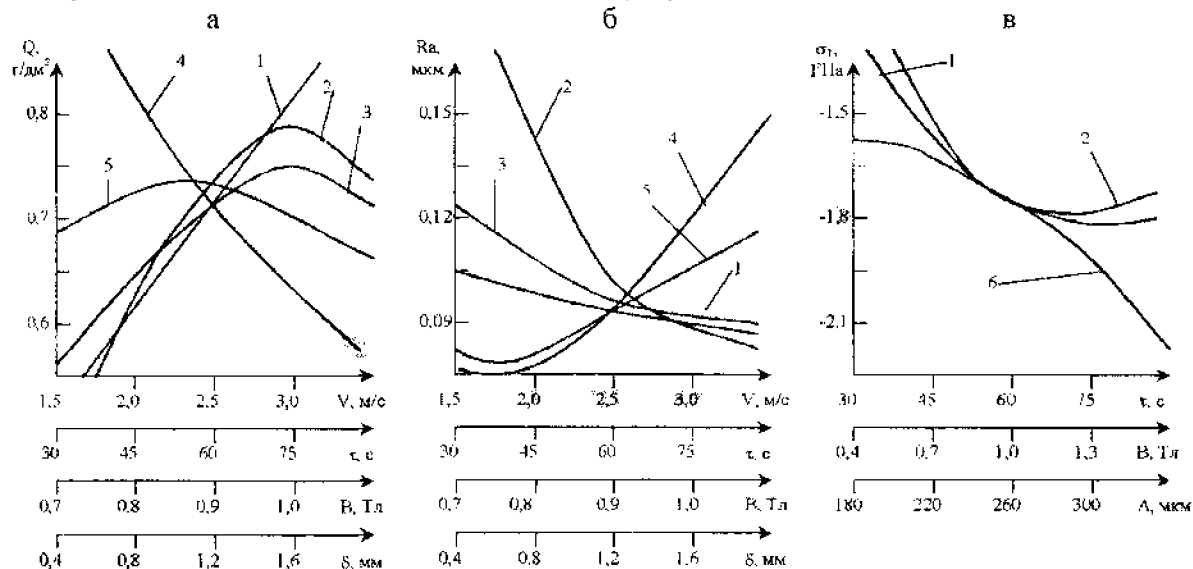 а
Q,
г/дм²
0,8
0,7
0,6
4
1
2
3
5
1,5 2,0 2,5 3,0 V, м/с
30 45 60 75 τ, с
0,7 0,8 0,9 1,0 В, Тл
0,4 0,8 1,2 1,6 δ, мм
б
Ra,
мкм
0,15
0,12
0,09
2
4
3
5
1
1,5 2,0 2,5 3,0 V, м/с
30 45 60 75 τ, с
0,7 0,8 0,9 1,0 В, Тл
0,4 0,8 1,2 1,6 δ, мм
в
ГПа
-1,5
-1,8
-2,1
1
2
6
30 45 60 75 τ, с
0,4 0,7 1,0 1,3 В, Тл
180 220 260 300 Δ, мкм